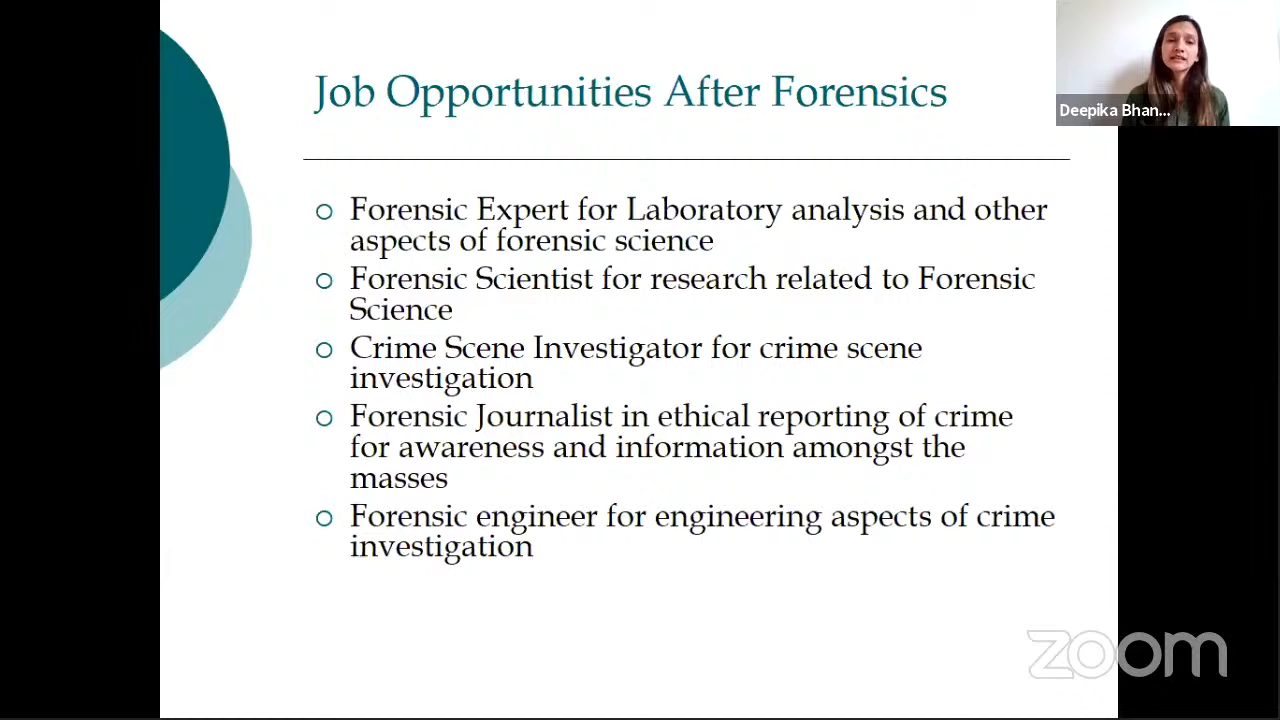 Job Opportunities After Forensics
Deepika Bhan...
Forensic Expert for Laboratory analysis and other
aspects of forensic science
Forensic Scientist for research related to Forensic
Science
Crime Scene Investigator for crime scene
investigation
Forensic Journalist in ethical reporting of crime
for awareness and information amongst the
masses
Forensic engineer for engineering aspects of crime
investigation
zoom